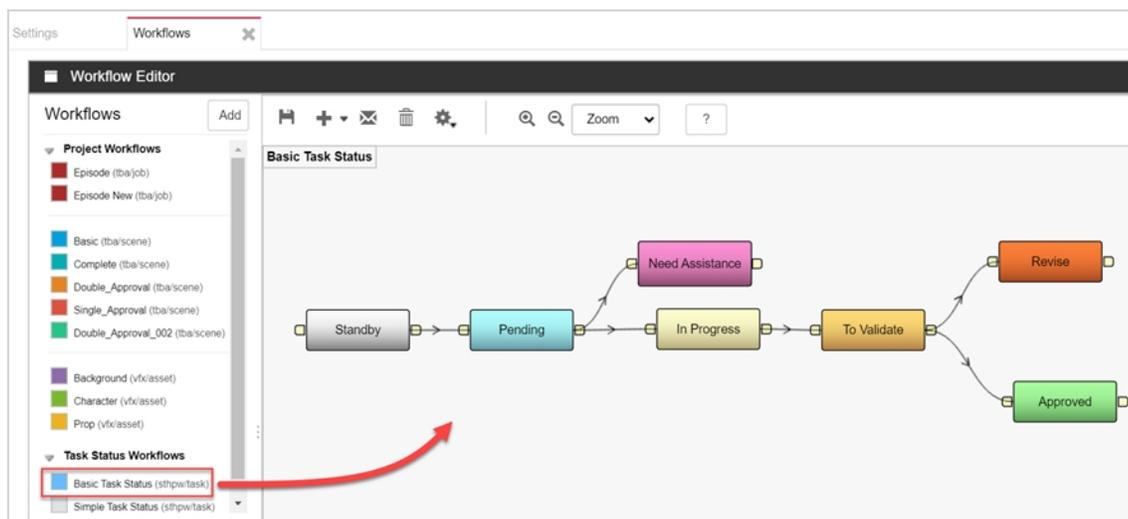 Settings
Workflows
Workflow Editor
Workflows
Add
Zoom
?
Project Workflows
Episode (tba/job)
Episode New (tba/job)
Basic (tba/scene)
Complete (tba/scene)
Double_Approval (tba/scene)
Single_Approval (tba/scene)
Double_Approval_002 (tba/scene)
Background (vfx/asset)
Character (vfx/asset)
Prop (vfx/asset)
Task Status Workflows
Basic Task Status (sthpw/task)
Simple Task Status (sthpw/task)
Basic Task Status
Standby
Pending
Need Assistance
In Progress
To Validate
Revise
Approved